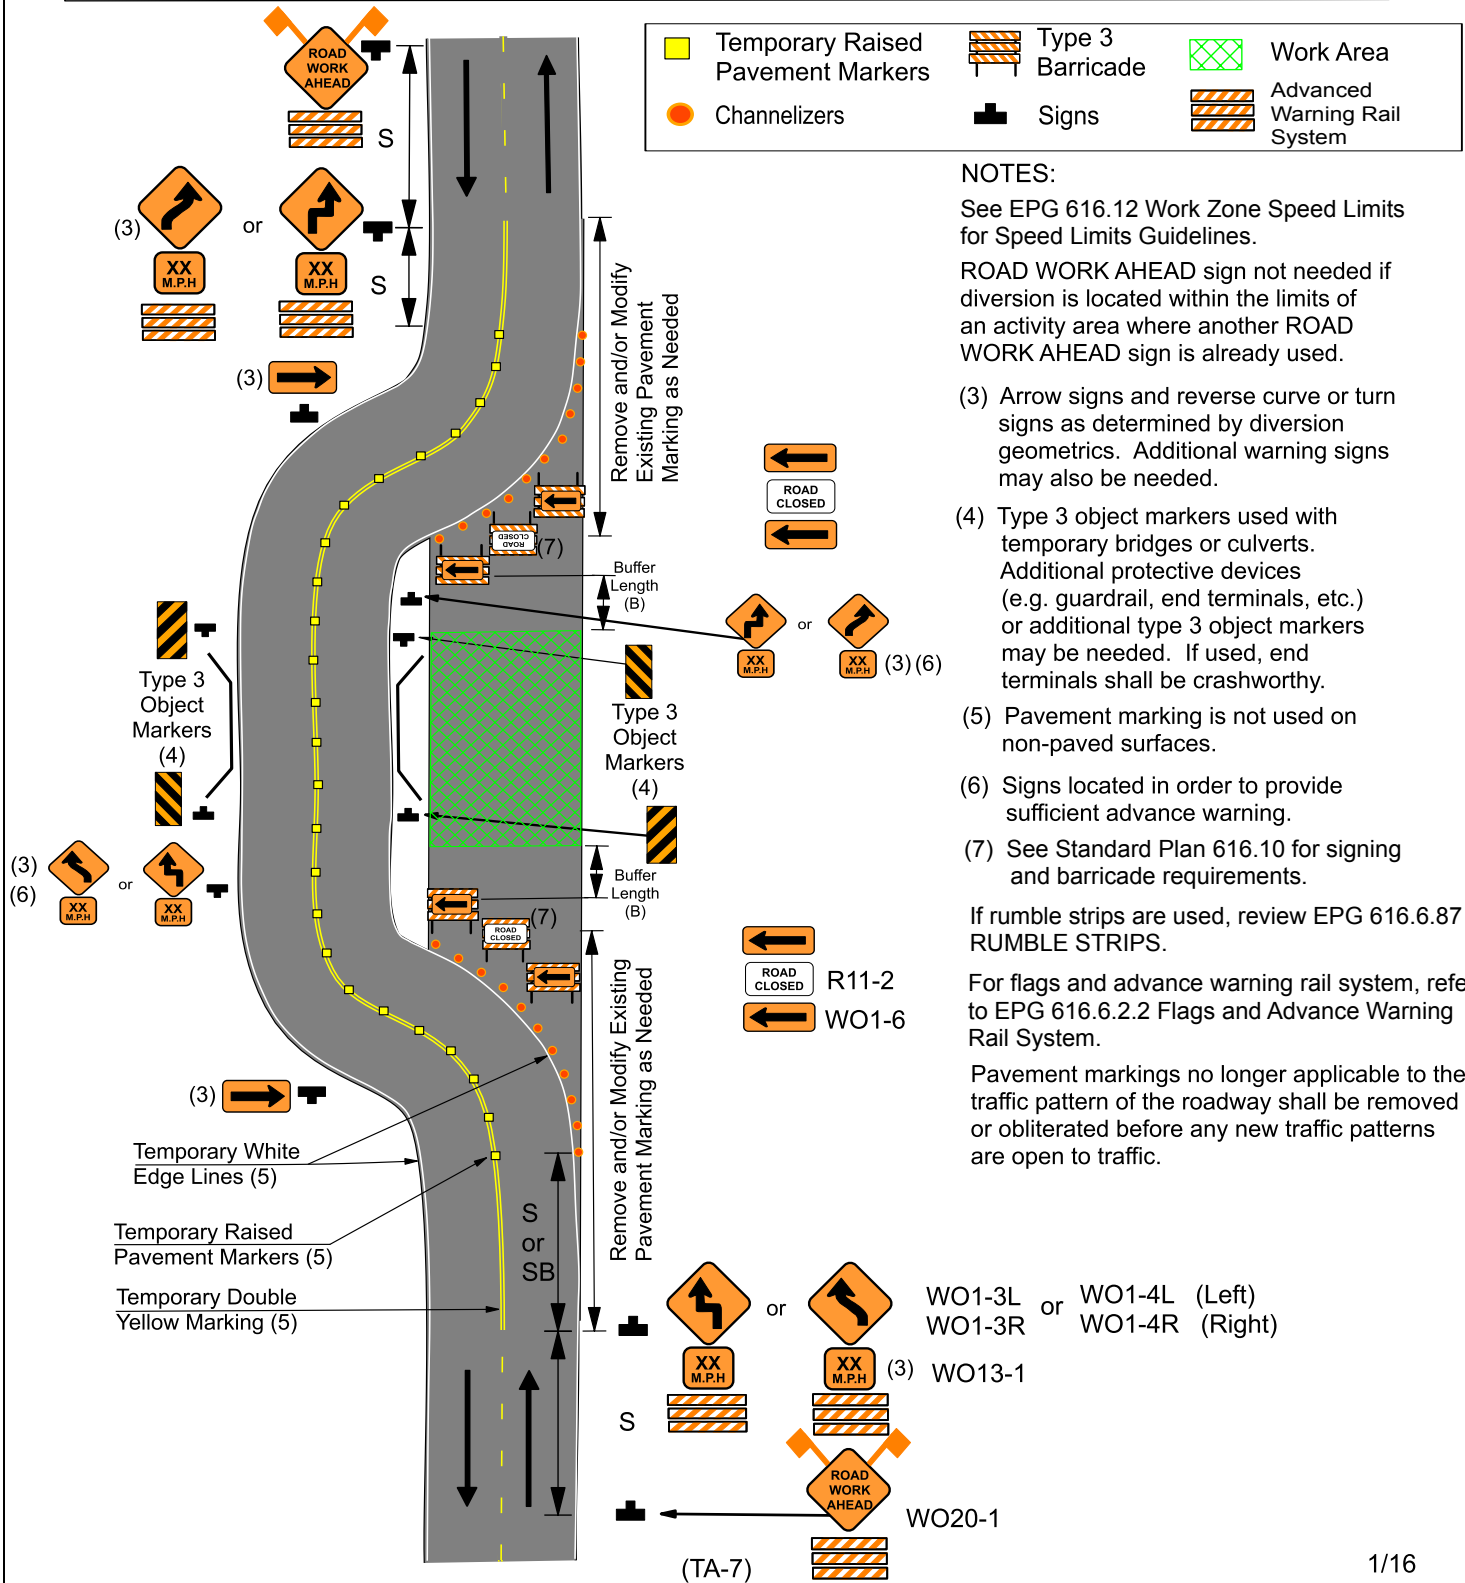 Temporary Raised
Pavement Markers
Channelizers
Type 3
Barricade
Signs
Work Area
Advanced
Warning Rail
System
ROAD
WORK
AHEAD
S
(3)
or
XX
M.P.H
XX
M.P.H
S
(3)
Remove and/or Modify
Existing Pavement
Marking as Needed
ROAD
CLOSED
(7)
Buffer
Length
(B)
ROAD
CLOSED
or
XX
M.P.H
XX
M.P.H
(3) (6)
Type 3
Object
Markers
(4)
Type 3
Object
Markers
(4)
(3)
(6)
or
XX
M.P.H
XX
M.P.H
Buffer
Length
(B)
(7)
ROAD
CLOSED
ROAD
CLOSED
R11-2
WO1-6
Remove and/or Modify Existing
Pavement Marking as Needed
(3)
Temporary White
Edge Lines (5)
Temporary Raised
Pavement Markers (5)
Temporary Double
Yellow Marking (5)
S
or
SB
or
XX
M.P.H
XX
M.P.H
(3)
WO1-3L
WO1-3R
or
WO1-4L (Left)
WO1-4R (Right)
WO13-1
S
ROAD
WORK
AHEAD
WO20-1
(TA-7)
1/16
NOTES:
See EPG 616.12 Work Zone Speed Limits
for Speed Limits Guidelines.
ROAD WORK AHEAD sign not needed if
diversion is located within the limits of
an activity area where another ROAD
WORK AHEAD sign is already used.
(3) Arrow signs and reverse curve or turn
signs as determined by diversion
geometrics. Additional warning signs
may also be needed.
(4) Type 3 object markers used with
temporary bridges or culverts.
Additional protective devices
(e.g. guardrail, end terminals, etc.)
or additional type 3 object markers
may be needed. If used, end
terminals shall be crashworthy.
(5) Pavement marking is not used on
non-paved surfaces.
(6) Signs located in order to provide
sufficient advance warning.
(7) See Standard Plan 616.10 for signing
and barricade requirements.
If rumble strips are used, review EPG 616.6.87
RUMBLE STRIPS.
For flags and advance warning rail system, refe
to EPG 616.6.2.2 Flags and Advance Warning
Rail System.
Pavement markings no longer applicable to the
traffic pattern of the roadway shall be removed
or obliterated before any new traffic patterns
are open to traffic.